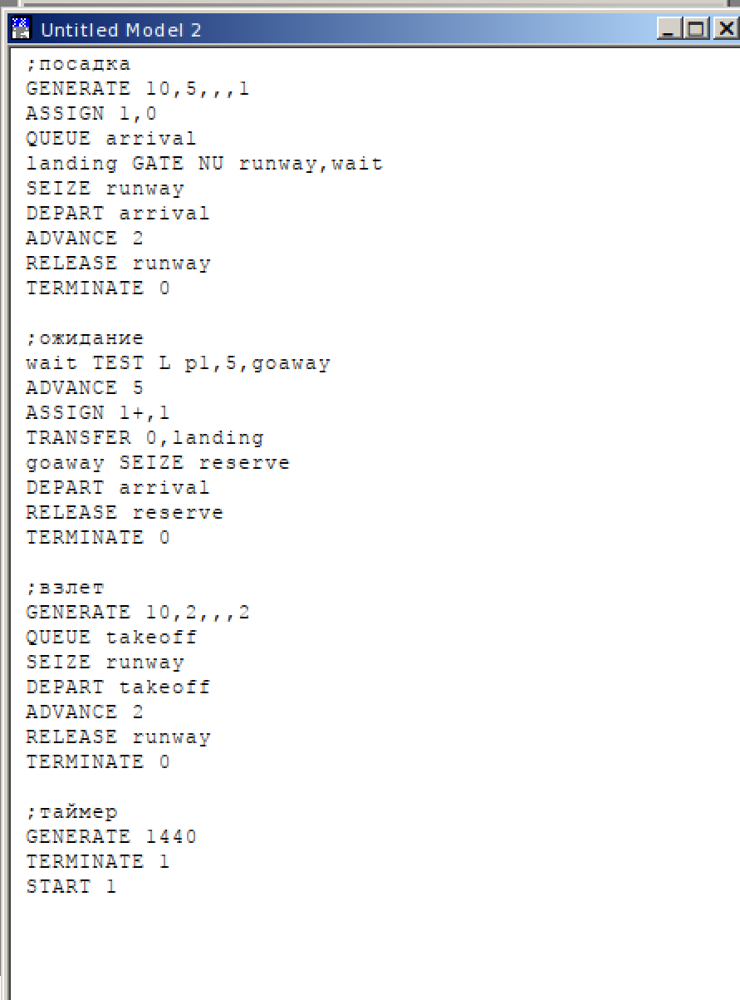 Untitled Model 2
;посадка
GENERATE 10,5,,,1
ASSIGN 1,0
QUEUE arrival
landing GATE NU runway,wait
SEIZE runway
DEPART arrival
ADVANCE 2
RELEASE runway
TERMINATE 0
;ожидание
wait TEST L p1,5,goaway
ADVANCE 5
ASSIGN 1+,1
TRANSFER 0,landing
goaway SEIZE reserve
DEPART arrival
RELEASE reserve
TERMINATE 0
;взлет
GENERATE 10,2,,,2
QUEUE takeoff
SEIZE runway
DEPART takeoff
ADVANCE 2
RELEASE runway
TERMINATE 0
;таймер
GENERATE 1440
TERMINATE 1
START 1